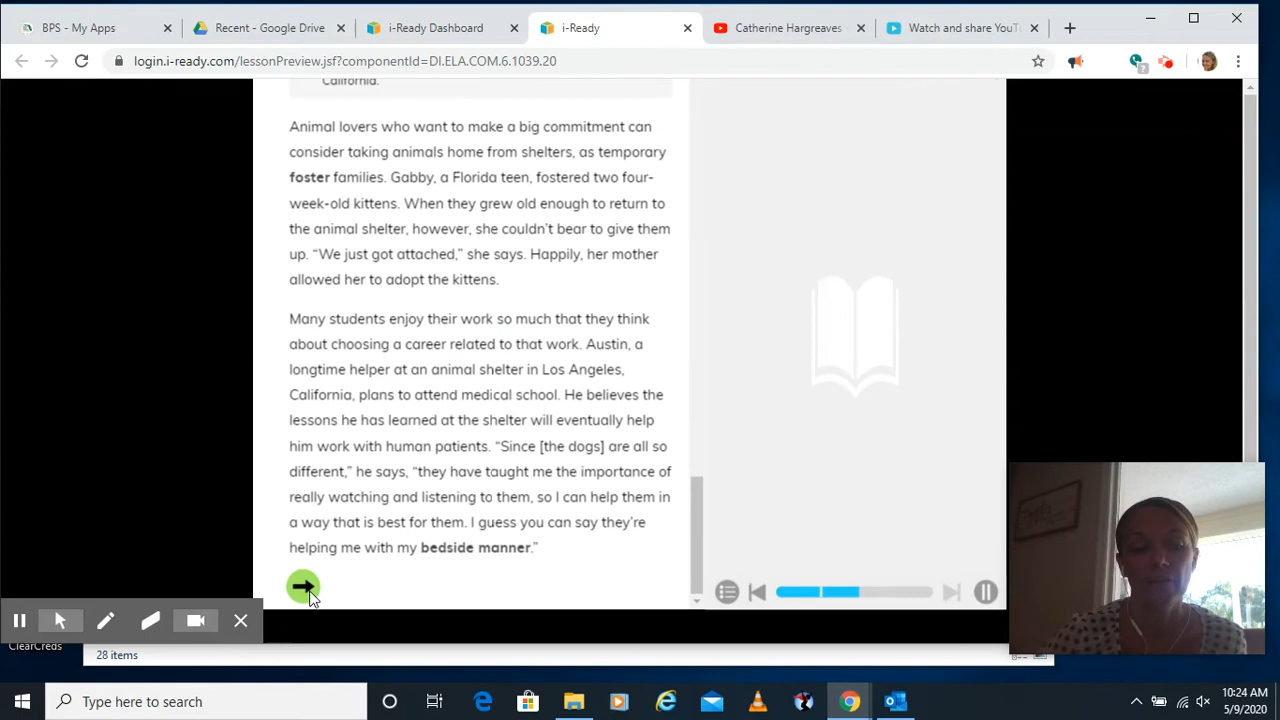 BPS - My Apps
Recent - Google Drive
i-Ready Dashboard
i-Ready
Catherine Hargreaves
Watch and share YouT
login.i-ready.com/lessonPreview.jsf?componentId=DI.ELA.COM.6.1039.20
California.
Animal lovers who want to make a big commitment can
consider taking animals home from shelters, as temporary
foster families. Gabby, a Florida teen, fostered two four-
week-old kittens. When they grew old enough to return to
the animal shelter, however, she couldn't bear to give them
up. “We just got attached,” she says. Happily, her mother
allowed her to adopt the kittens.
Many students enjoy their work so much that they think
about choosing a career related to that work. Austin, a
longtime helper at an animal shelter in Los Angeles,
California, plans to attend medical school. He believes the
lessons he has learned at the shelter will eventually help
him work with human patients. “Since [the dogs] are all so
different,” he says, “they have taught me the importance of
really watching and listening to them, so I can help them in
a way that is best for them. I guess you can say they're
helping me with my bedside manner.”
ClearCreds
28 items
Type here to search
10:24 AM
5/9/2020